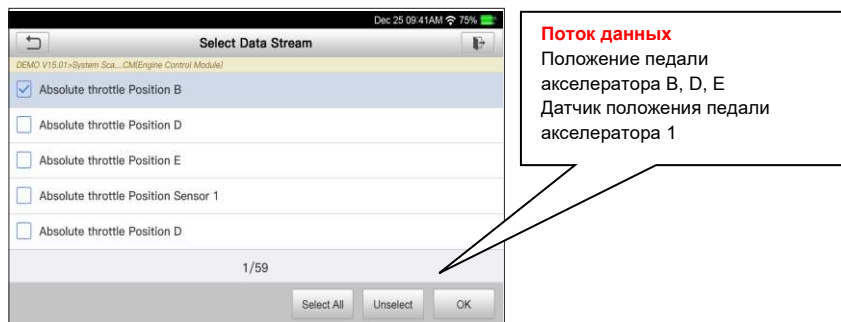 Dec 25 09:41AM 75%
Select Data Stream
DEMO V15.01>System Sca...CM[Engine Control Module]
Absolute throttle Position B
Absolute throttle Position D
Absolute throttle Position E
Absolute throttle Position Sensor 1
Absolute throttle Position D
1/59
Select All Unselect OK
Поток данных
Положение педали
акселератора B, D, E
Датчик положения педали
акселератора 1